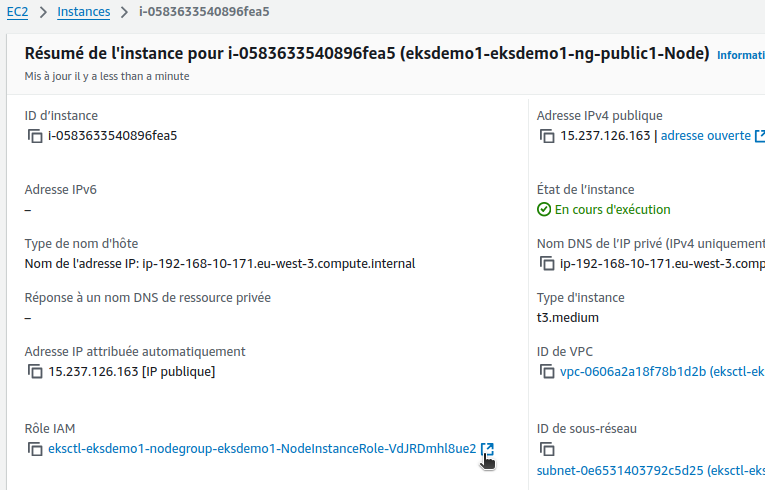 EC2 > Instances > i-0583633540896fea5
Résumé de l'instance pour i-0583633540896fea5 (eksdemo1-eksdemo1-ng-public1-Node) Informati
Mis à jour il y a less than a minute
ID d'instance
i-0583633540896fea5
Adresse IPv4 publique
15.237.126.163 | adresse ouverte
Adresse IPv6
–
État de l'instance
En cours d'exécution
Type de nom d'hôte
Nom de l'adresse IP: ip-192-168-10-171.eu-west-3.compute.internal
Nom DNS de l'IP privé (IPv4 uniquement
ip-192-168-10-171.eu-west-3.comp
Réponse à un nom DNS de ressource privée
–
Type d'instance
t3.medium
Adresse IP attribuée automatiquement
15.237.126.163 [IP publique]
ID de VPC
vpc-0606a2a18f78b1d2b (eksctl-ek
Rôle IAM
eksctl-eksdemo1-nodegroup-eksdemo1-NodeInstanceRole-VdJRDmhl8ue2
ID de sous-réseau
subnet-0e6531403792c5d25 (eksctl-eks